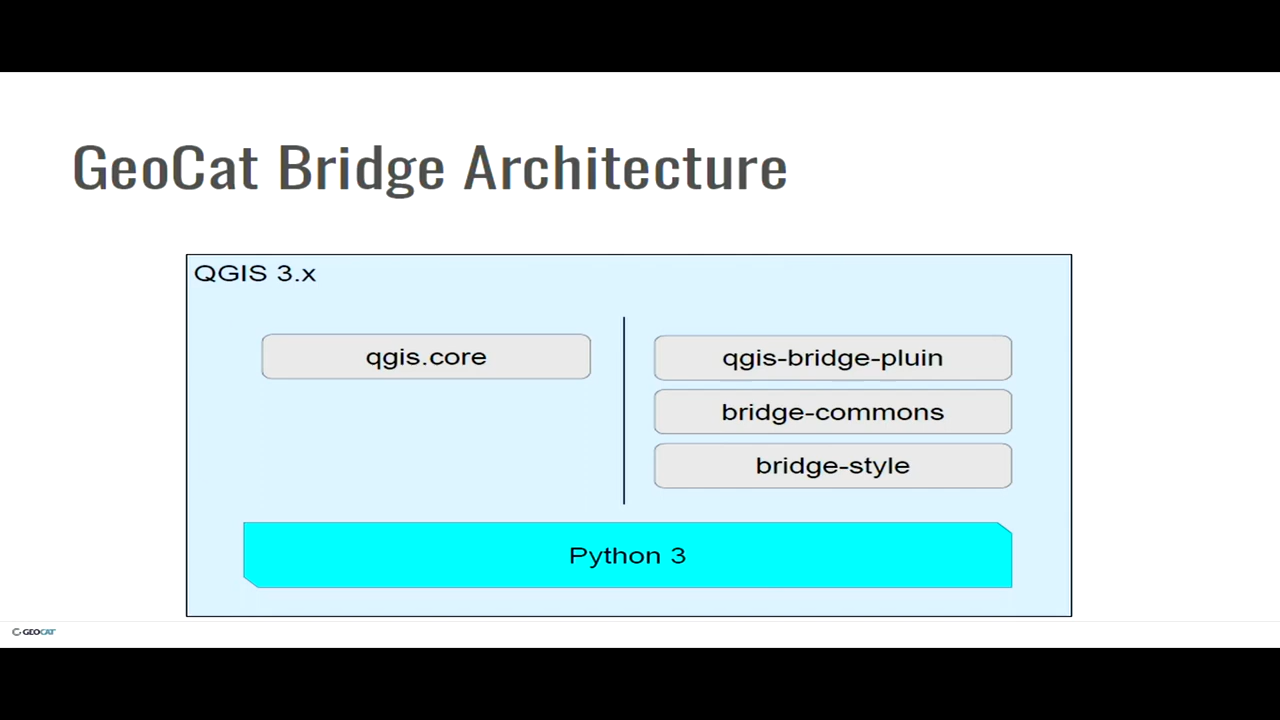 GeoCat Bridge Architecture
QGIS 3.x
qgis.core
qgis-bridge-pluin
bridge-commons
bridge-style
Python 3
GEOCAT